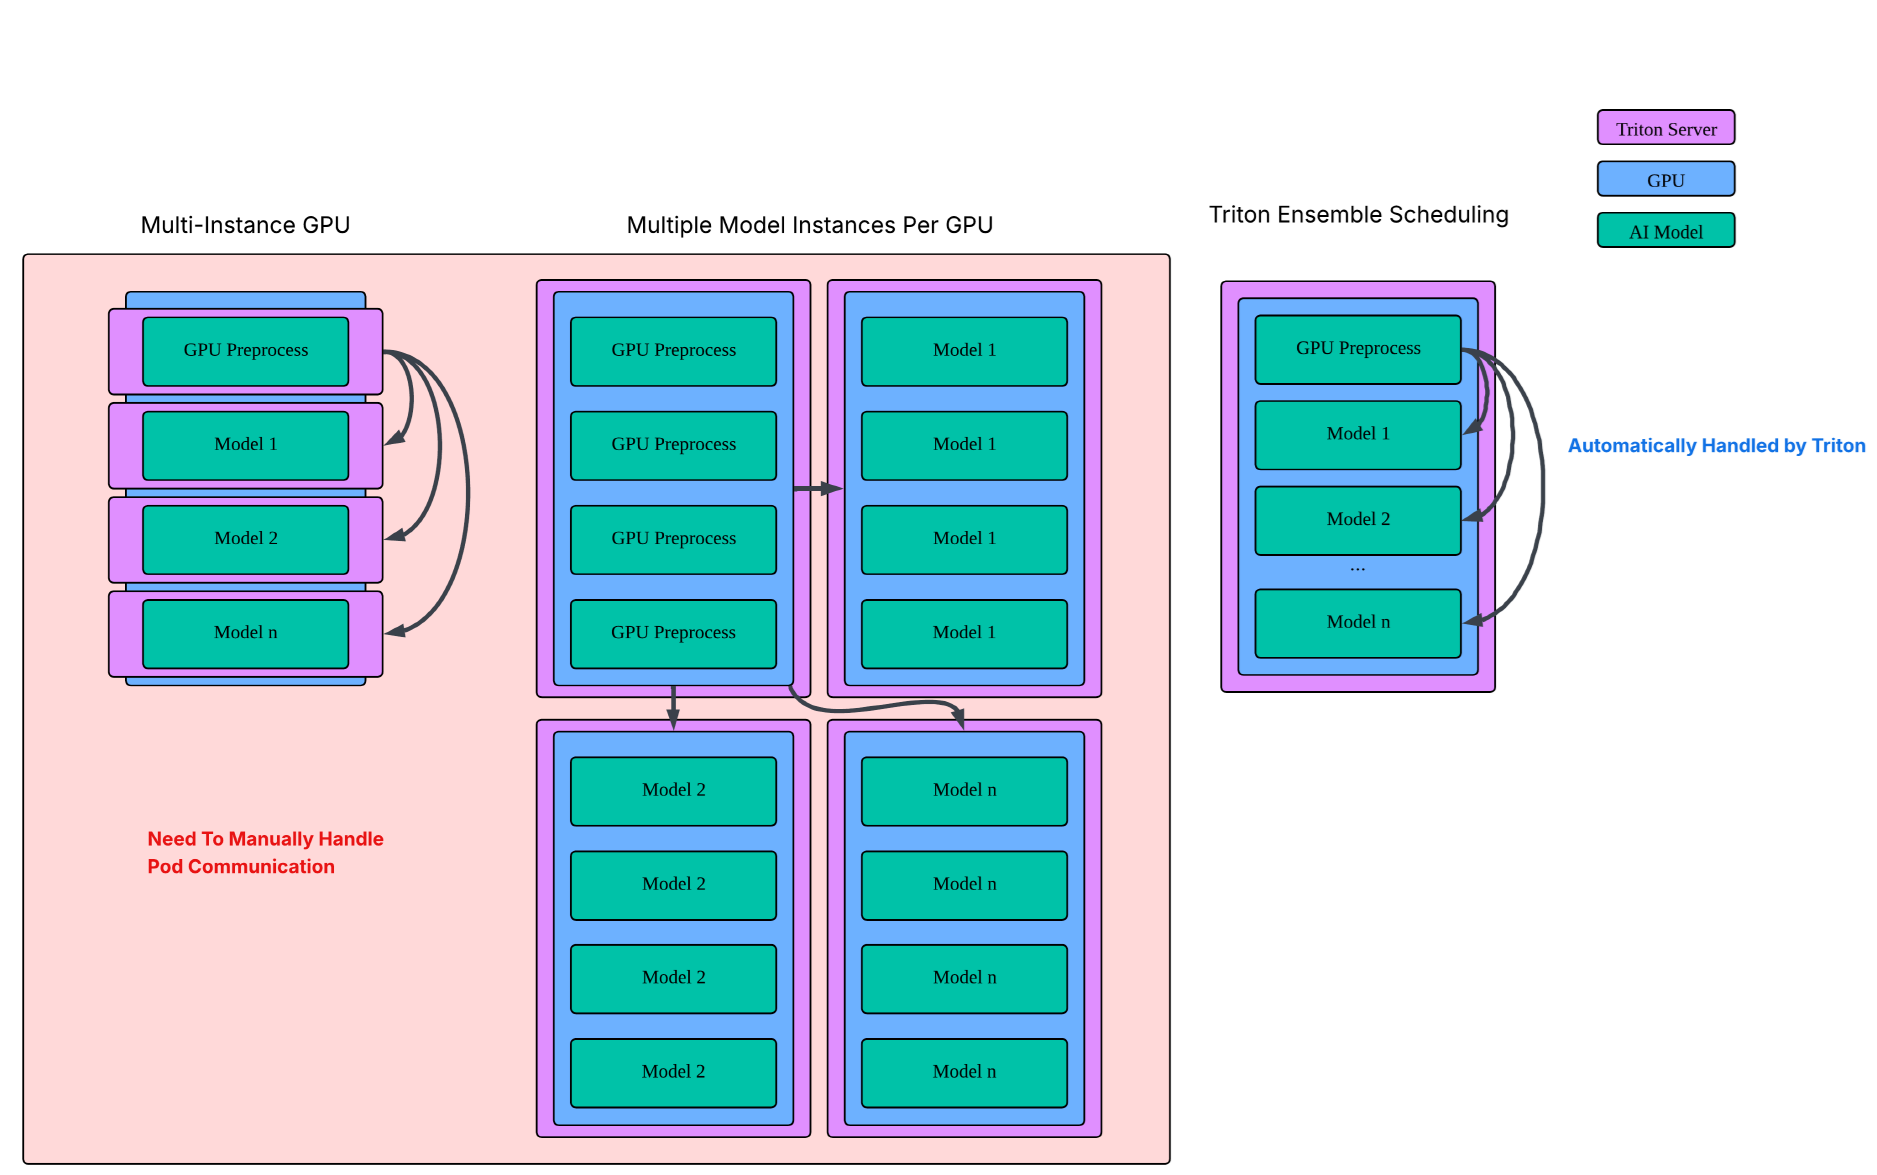 Triton Server
GPU
AI Model
Multi-Instance GPU
Multiple Model Instances Per GPU
Triton Ensemble Scheduling
GPU Preprocess
Model 1
Model 2
Model n
Need To Manually Handle
Pod Communication
GPU Preprocess
GPU Preprocess
GPU Preprocess
GPU Preprocess
Model 1
Model 1
Model 1
Model 1
Model 2
Model 2
Model 2
Model 2
Model n
Model n
Model n
Model n
GPU Preprocess
Model 1
Model 2
...
Model n
Automatically Handled by Triton